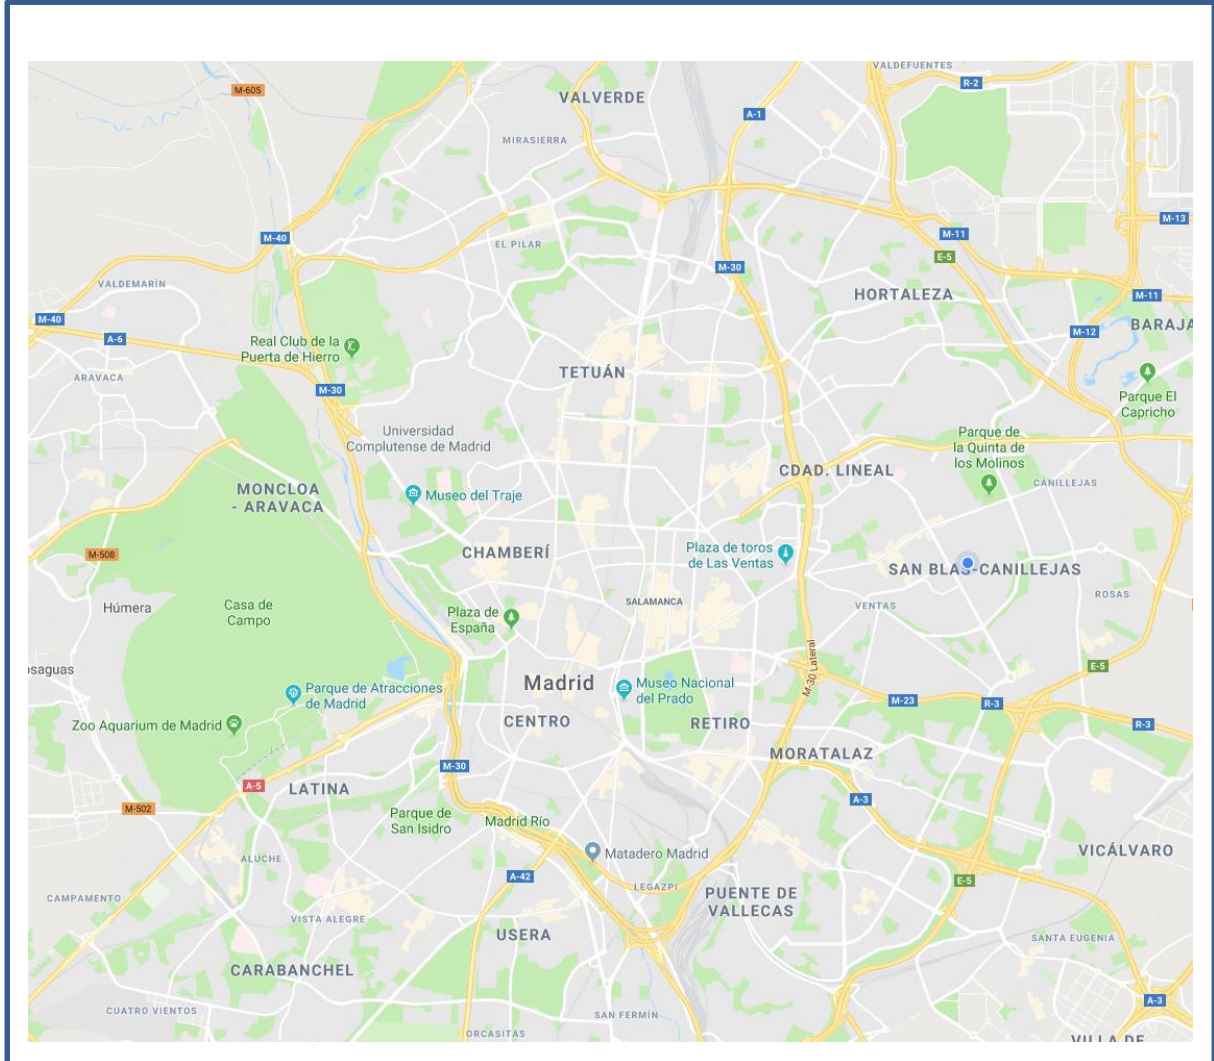 VALDEFUENTES
M-605
R-2
VALVERDE
A-1
MIRASIERRA
M-13
M-40
M-11
EL PILAR
E-5
M-30
VALDEMARÍN
HORTALEZA
M-11
M-40
M-12
BARAJA
A-6
Real Club de la
Puerta de Hierro
TETUÁN
ARAVACA
M-30
Parque El
Capricho
Universidad
Complutense de Madrid
Parque de
la Quinta de
los Molinos
CDAD. LINEAL
CANILLEJAS
MONCLOA
- ARAVACA
Museo del Traje
M-508
CHAMBERÍ
Plaza de toros
de Las Ventas
SAN BLAS-CANILLEJAS
Húmera
Casa de
Campo
SALAMANCA
VENTAS
ROSAS
Plaza de
España
osaguas
M-30 Lateral
E-5
Madrid
Museo Nacional
del Prado
Parque de Atracciones
de Madrid
M-23
R-3
Zoo Aquarium de Madrid
CENTRO
RETIRO
R-3
MORATALAZ
M-30
A-5
LATINA
A-3
M-502
Parque de
San Isidro
Madrid Río
Matadero Madrid
VICÁLVARO
ALUCHE
A-42
LEGAZPI
E-5
CAMPAMENTO
PUENTE DE
VALLECAS
VISTA ALEGRE
USERA
SANTA EUGENIA
CARABANCHEL
A-3
CUATRO VIENTOS
SAN FERMÍN
ORCASITAS
VILLA DE